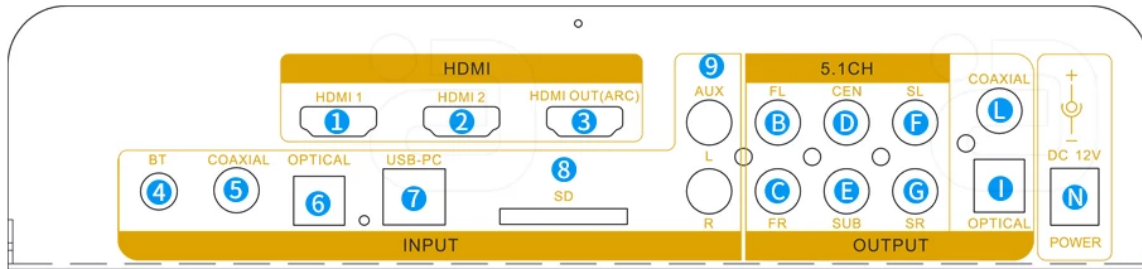 9
HDMI
5.1CH
HDMI 1
HDMI 2
HDMI OUT(ARC)
AUX
FL
CEN
SL
COAXIAL
+
1
2
3
B
D
F
L
BT
COAXIAL
OPTICAL
USB-PC
8
L
−
DC 12V
4
5
6
7
SD
C
E
G
I
N
R
FR
SUB
SR
OPTICAL
INPUT
OUTPUT
POWER